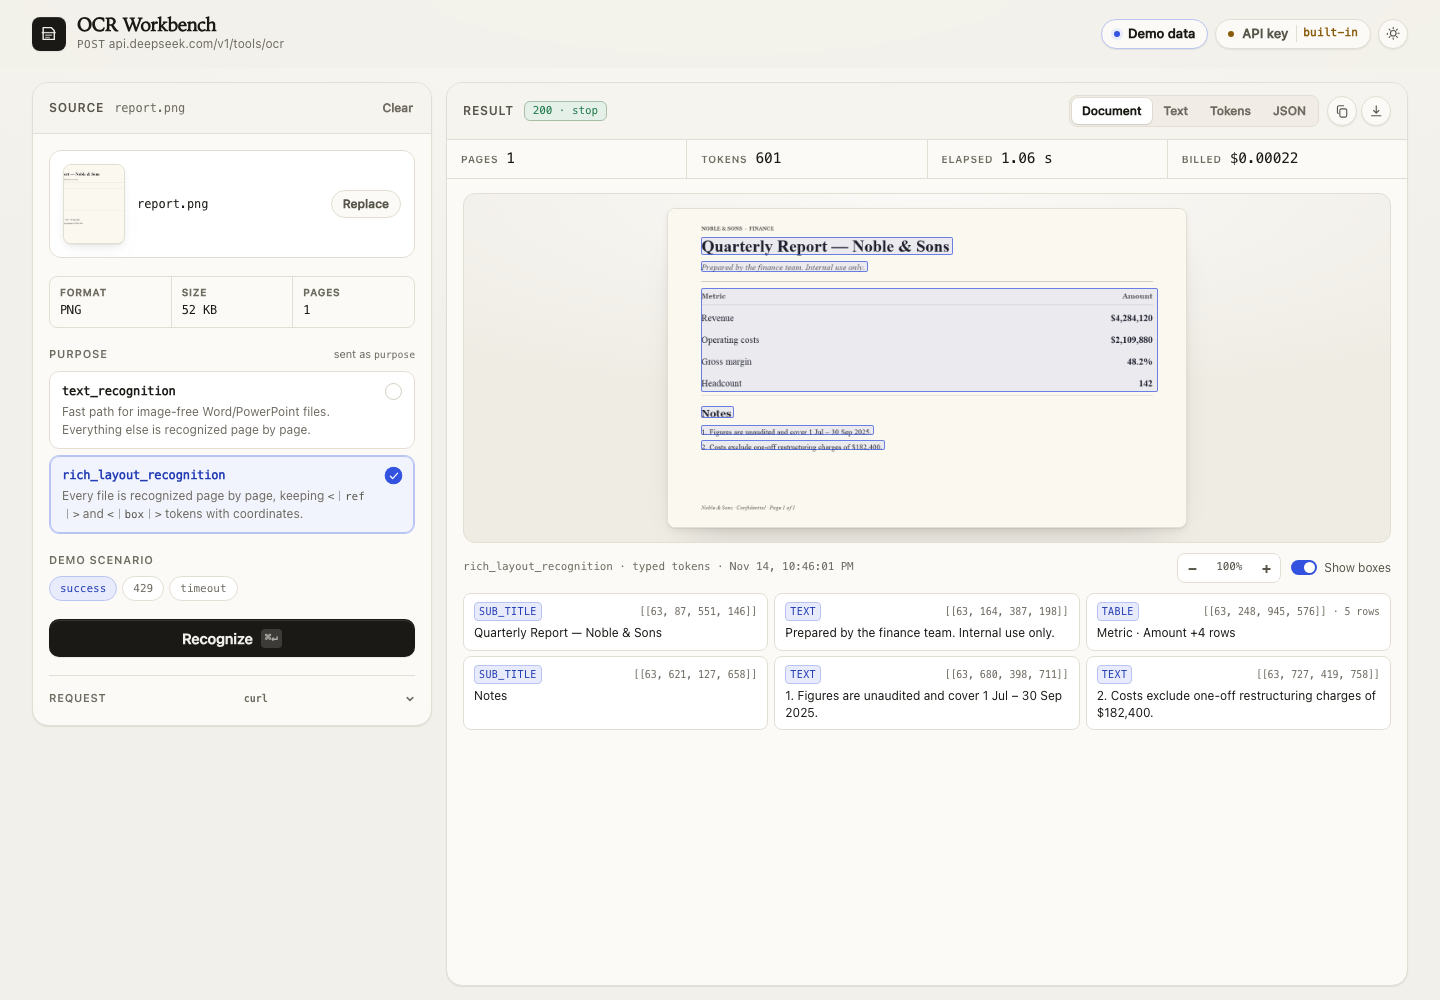 OCR Workbench
POST api.deepseek.com/v1/tools/ocr
Demo data
API key built-in
SOURCE report.png
Clear
report.png
Replace
FORMAT
PNG
SIZE
52 KB
PAGES
1
PURPOSE
sent as purpose
text_recognition
Fast path for image-free Word/PowerPoint files.
Everything else is recognized page by page.
rich_layout_recognition
Every file is recognized page by page, keeping <|ref
|> and <|box|> tokens with coordinates.
DEMO SCENARIO
success
429
timeout
Recognize ⌘↵
REQUEST
curl
RESULT 200 · stop
Document
Text
Tokens
JSON
PAGES 1
TOKENS 601
ELAPSED 1.06 s
BILLED $0.00022
NOBLE & SONS · FINANCE
Quarterly Report — Noble & Sons
Prepared by the finance team. Internal use only.
Metric Amount
Revenue $4,284,120
Operating costs $2,109,880
Gross margin 48.2%
Headcount 142
Notes
1. Figures are unaudited and cover 1 Jul – 30 Sep 2025.
2. Costs exclude one-off restructuring charges of $182,400.
Noble & Sons · Confidential · Page 1 of 1
rich_layout_recognition · typed tokens · Nov 14, 10:46:01 PM
− 100% +
Show boxes
SUB_TITLE [[63, 87, 551, 146]]
Quarterly Report — Noble & Sons
TEXT [[63, 164, 387, 198]]
Prepared by the finance team. Internal use only.
TABLE [[63, 248, 945, 576]] · 5 rows
Metric · Amount +4 rows
SUB_TITLE [[63, 621, 127, 658]]
Notes
TEXT [[63, 680, 398, 711]]
1. Figures are unaudited and cover 1 Jul – 30 Sep
2025.
TEXT [[63, 727, 419, 758]]
2. Costs exclude one-off restructuring charges of
$182,400.